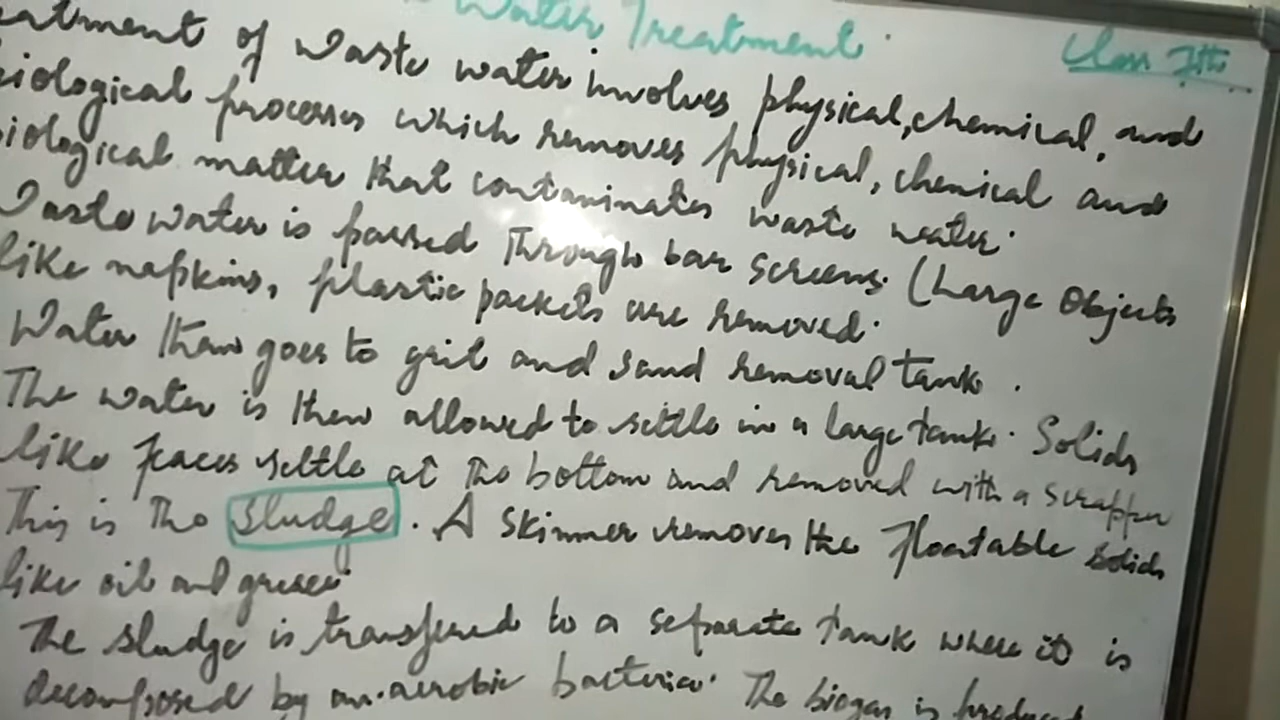 Water Treatment Class 7th
eatment of waste water involves physical, chemical, and
iological processes which removes physical, chemical and
iological matter that contaminates waste water.
Waste water is passed through bar screens. (Large Objects
like napkins, plastic packets are removed.
Water then goes to grit and sand removal tank.
The water is then allowed to settle in a large tank. Solids
like feaces settle at the bottom and removed with a scrapper
This is the sludge. A skimmer removes the floatable solids
like oil and grease.
The sludge is transfered to a separate tank where it is
decomposed by an.aerobic bacteria. The biogas is produced